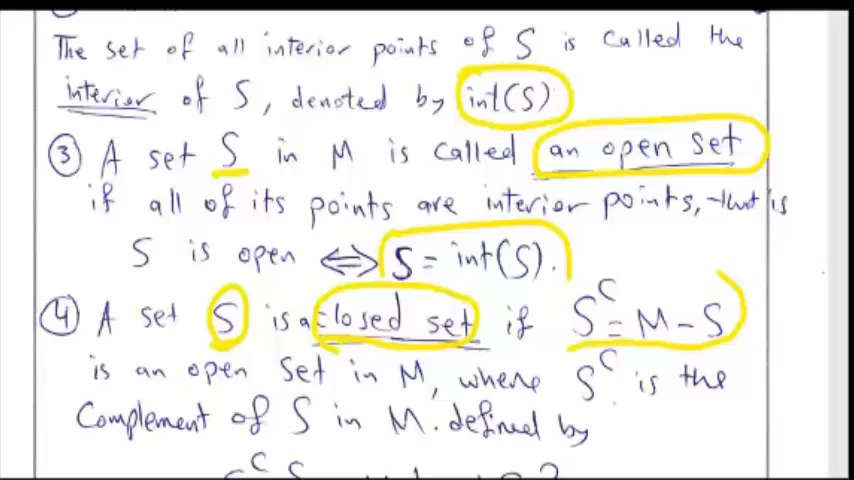 The set of all interior points of S is called the
interior of S, denoted by int(S)
③ A set S in M is called an open set
if all of its points are interior points, that is
S is open ⟺ S = int(S).
④ A set S is a closed set if Sᶜ = M - S
is an open set in M, where Sᶜ is the
Complement of S in M. defined by